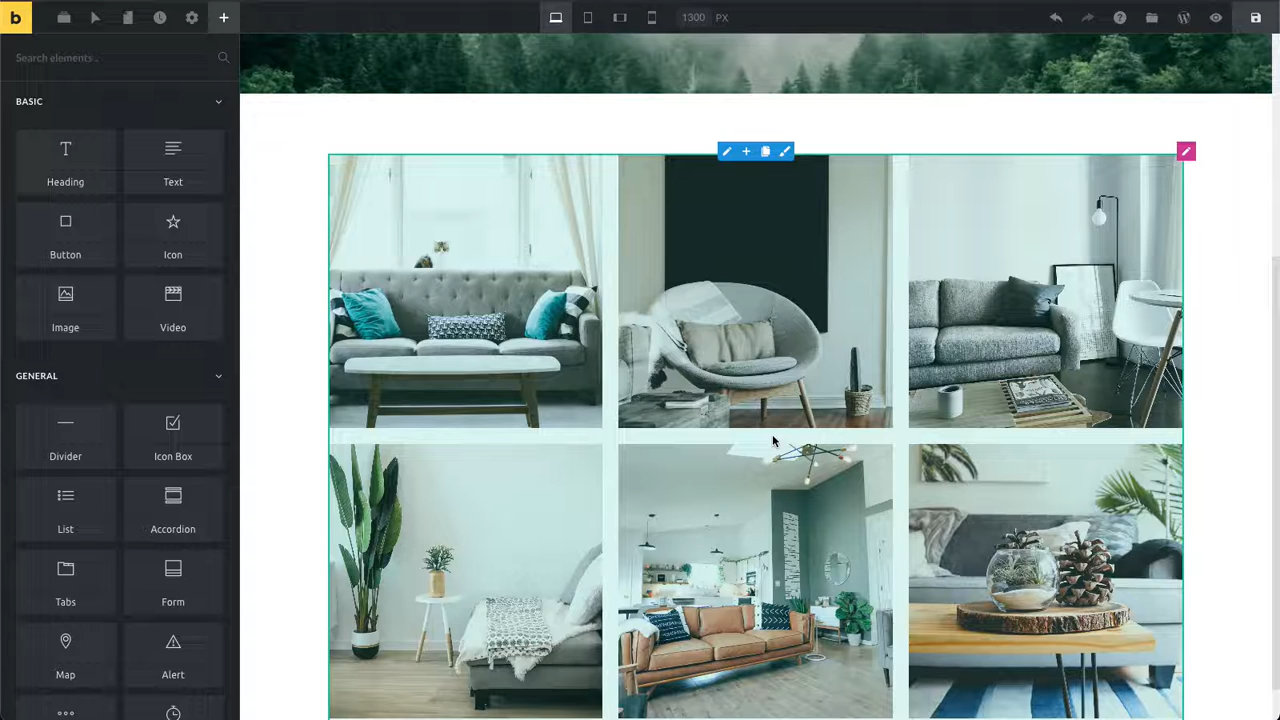 b
1300 PX
Search elements..
BASIC
Heading
Text
Button
Icon
Image
Video
GENERAL
Divider
Icon Box
List
Accordion
Tabs
Form
Map
Alert